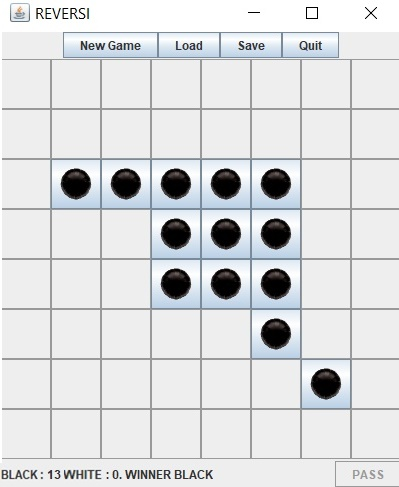 REVERSI
New Game Load Save Quit
BLACK : 13 WHITE : 0. WINNER BLACK PASS